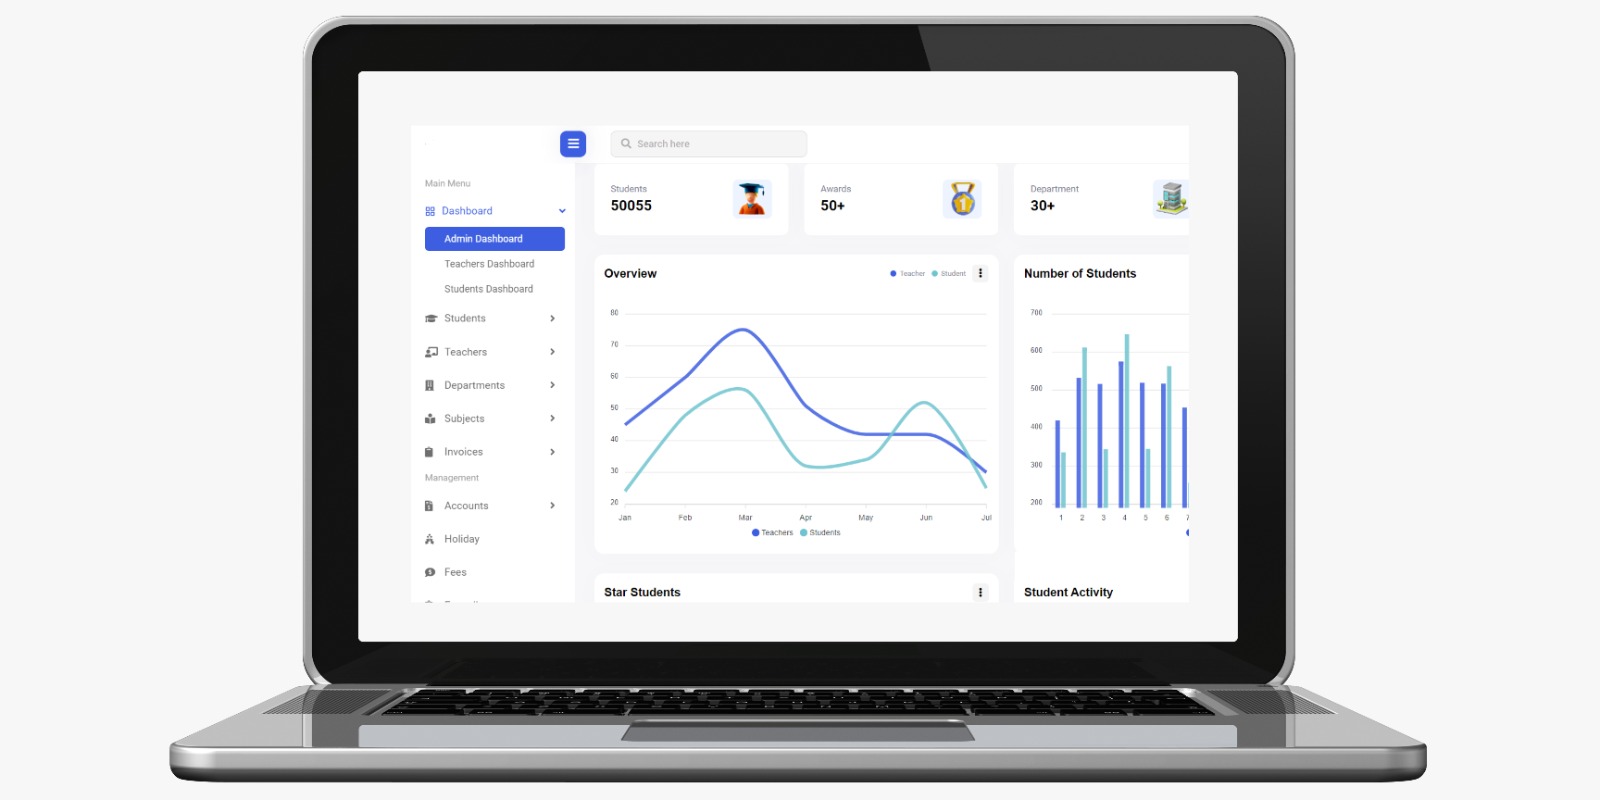 Search here
Main Menu
Dashboard
Admin Dashboard
Teachers Dashboard
Students Dashboard
Students
Teachers
Departments
Subjects
Invoices
Management
Accounts
Holiday
Fees
Students
50055
Awards
50+
Department
30+
Overview
Teacher Student
80
70
60
50
40
30
20
Jan Feb Mar Apr May Jun Jul
Teachers Students
Number of Students
700
600
500
400
300
200
1 2 3 4 5 6 7
Star Students
Student Activity